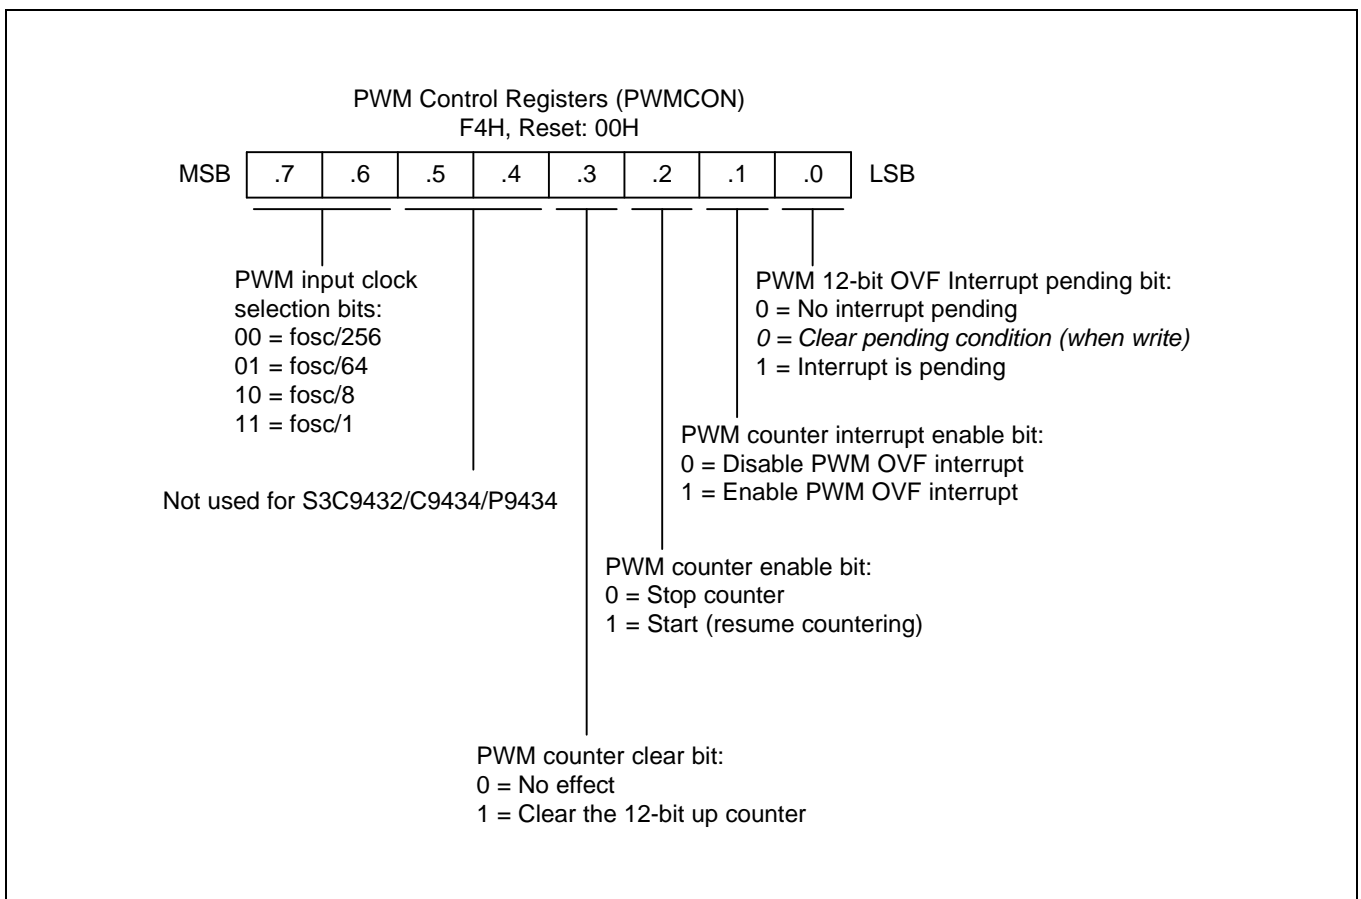 PWM Control Registers (PWMCON)
F4H, Reset: 00H
MSB .7 .6 .5 .4 .3 .2 .1 .0 LSB
PWM input clock
selection bits:
00 = fosc/256
01 = fosc/64
10 = fosc/8
11 = fosc/1
Not used for S3C9432/C9434/P9434
PWM 12-bit OVF Interrupt pending bit:
0 = No interrupt pending
0 = Clear pending condition (when write)
1 = Interrupt is pending
PWM counter interrupt enable bit:
0 = Disable PWM OVF interrupt
1 = Enable PWM OVF interrupt
PWM counter enable bit:
0 = Stop counter
1 = Start (resume countering)
PWM counter clear bit:
0 = No effect
1 = Clear the 12-bit up counter